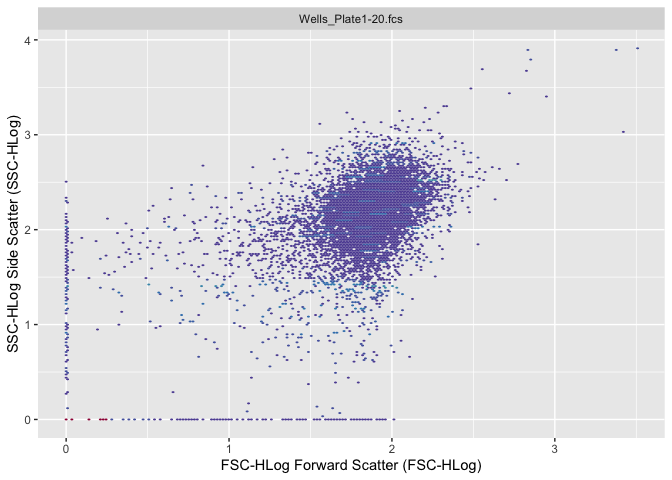 Wells_Plate1-20.fcs
4
3
2
1
0
SSC-HLog Side Scatter (SSC-HLog)
0 1 2 3
FSC-HLog Forward Scatter (FSC-HLog)